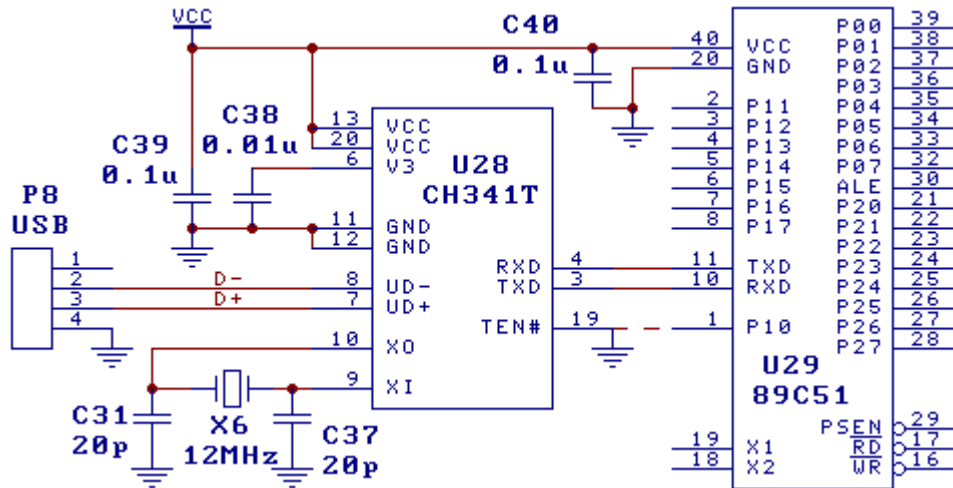 VCC
C40
0.1u
C39
0.1u
C38
0.01u
P8
USB
1
2
3
4
D-
D+
13 VCC
20 VCC
6 V3
U28
CH341T
11 GND
12 GND
8 UD-
7 UD+
10 XO
9 XI
RXD 4
TXD 3
TEN# 19
C31
20p
X6
12MHz
C37
20p
40 VCC
20 GND
2 P11
3 P12
4 P13
5 P14
6 P15
7 P16
8 P17
11 TXD
10 RXD
1 P10
U29
89C51
19 X1
18 X2
P00 39
P01 38
P02 37
P03 36
P04 35
P05 34
P06 33
P07 32
ALE 30
P20 21
P21 22
P22 23
P23 24
P24 25
P25 26
P26 27
P27 28
PSEN 29
RD 17
WR 16